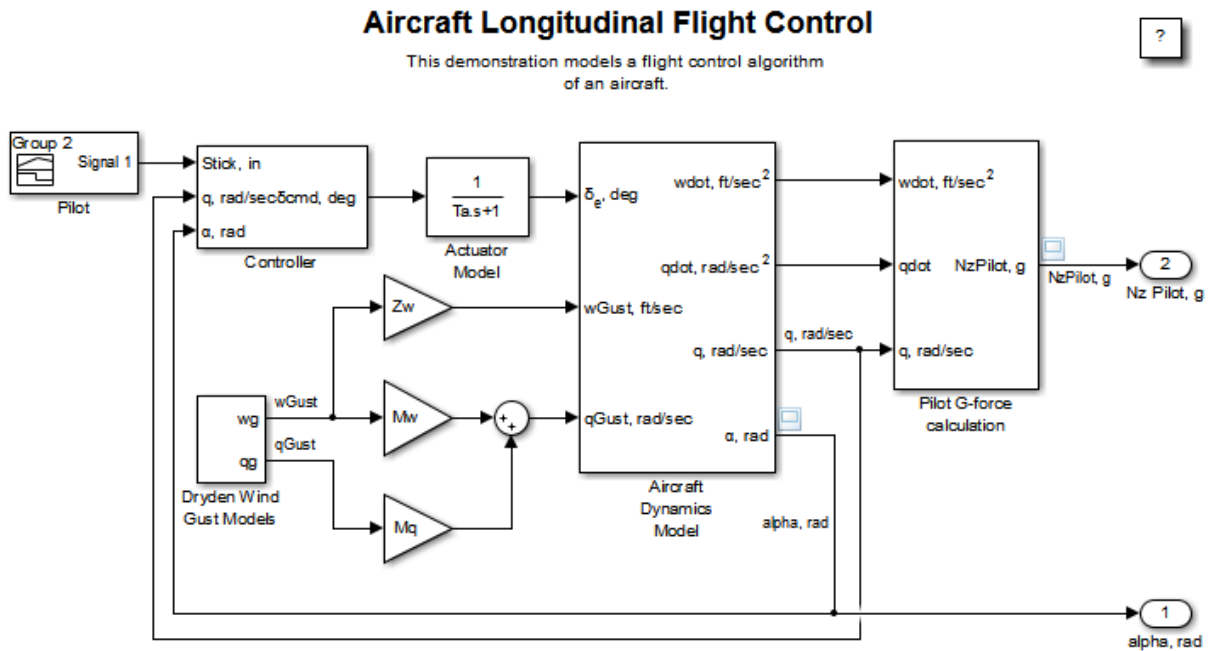 Aircraft Longitudinal Flight Control
?
This demonstration models a flight control algorithm
of an aircraft.
Group 2
Signal 1
Pilot
Stick, in
q, rad/secδcmd, deg
α, rad
Controller
1
Ta.s+1
Actuator
Model
δe, deg
wGust, ft/sec
qGust, rad/sec
wdot, ft/sec²
qdot, rad/sec²
q, rad/sec
α, rad
Aircraft
Dynamics
Model
q, rad/sec
alpha, rad
wdot, ft/sec²
qdot
q, rad/sec
NzPilot, g
Pilot G-force
calculation
NzPilot, g
2
Nz Pilot, g
Zw
Mw
Mq
+
+
wg
qg
wGust
qGust
Dryden Wind
Gust Models
1
alpha, rad